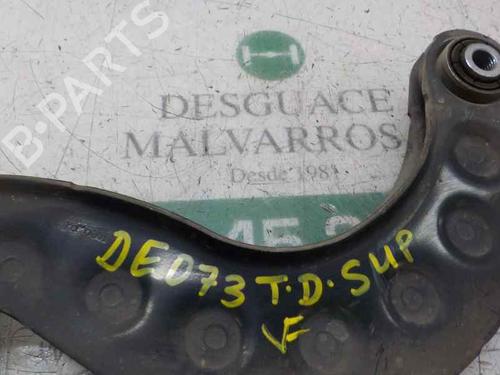 B-PARTS
DESGUACE
MALVARROS
Desde 1981
DE073 T.D.SUP
V